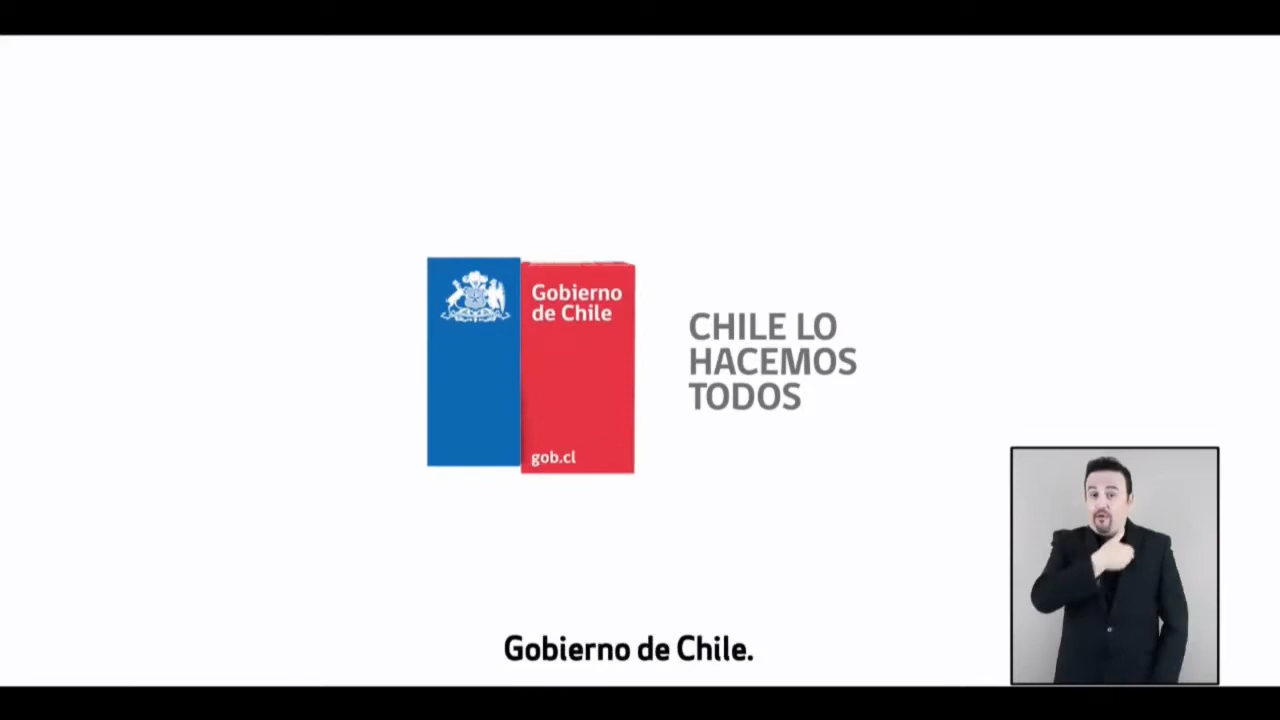 Gobierno
de Chile
gob.cl
CHILE LO
HACEMOS
TODOS
Gobierno de Chile.